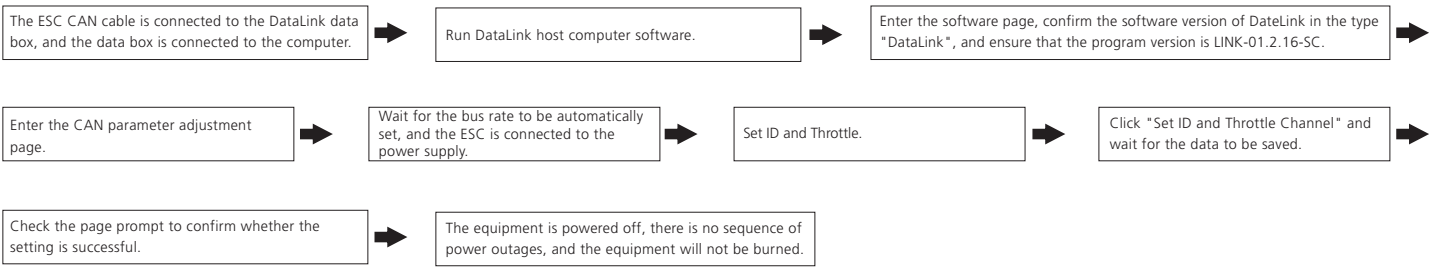 The ESC CAN cable is connected to the DataLink data
box, and the data box is connected to the computer.
Run DataLink host computer software.
Enter the software page, confirm the software version of DateLink in the type
"DataLink", and ensure that the program version is LINK-01.2.16-SC.
Enter the CAN parameter adjustment
page.
Wait for the bus rate to be automatically
set, and the ESC is connected to the
power supply.
Set ID and Throttle.
Click "Set ID and Throttle Channel" and
wait for the data to be saved.
Check the page prompt to confirm whether the
setting is successful.
The equipment is powered off, there is no sequence of
power outages, and the equipment will not be burned.